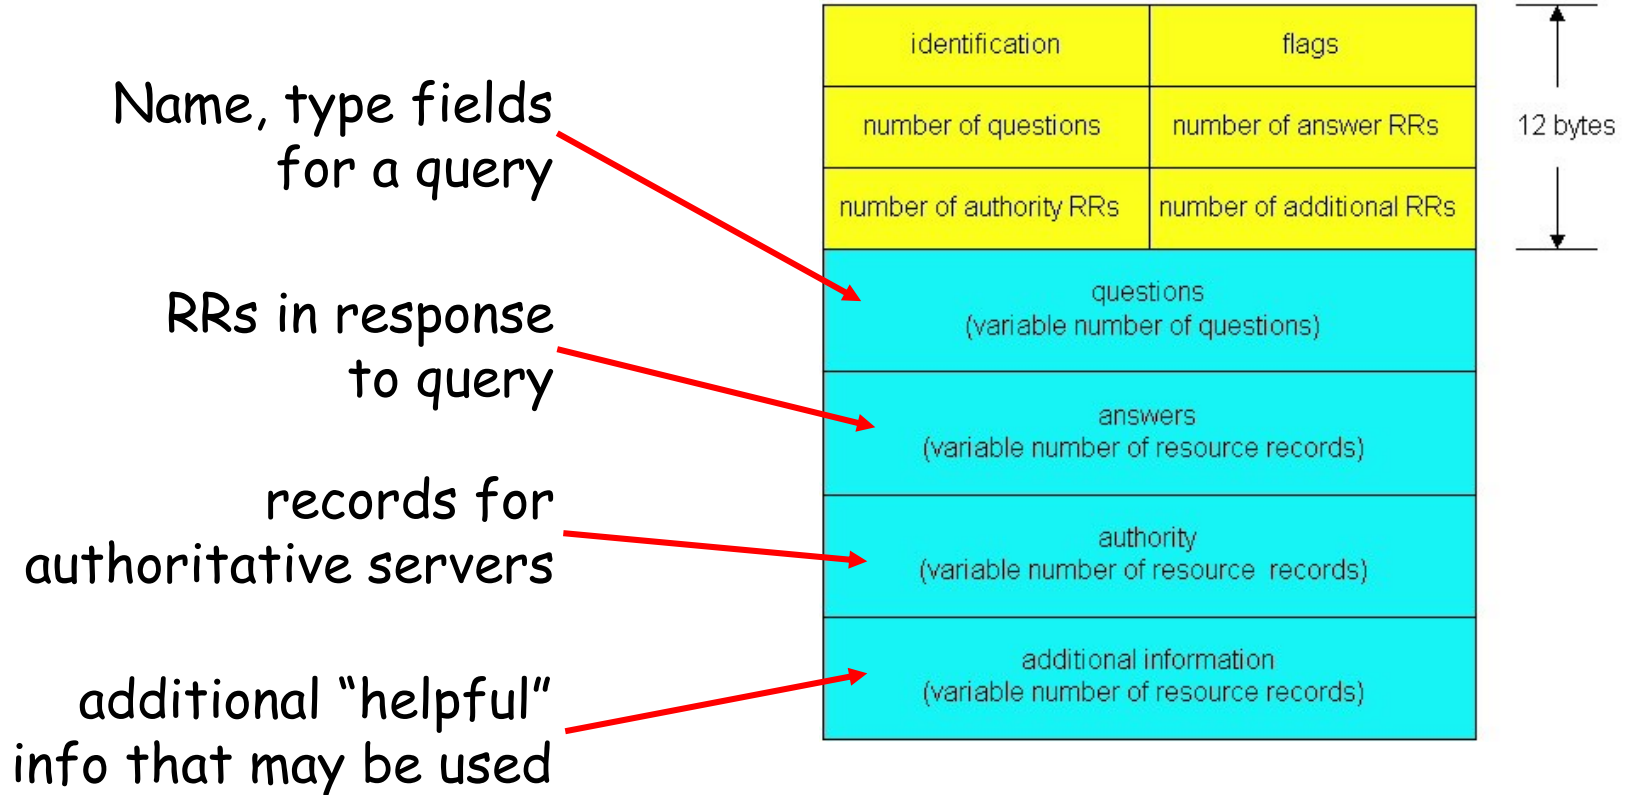 Name, type fields
for a query
RRs in response
to query
records for
authoritative servers
additional “helpful”
info that may be used
identification
flags
number of questions
number of answer RRs
number of authority RRs
number of additional RRs
12 bytes
questions
(variable number of questions)
answers
(variable number of resource records)
authority
(variable number of resource records)
additional information
(variable number of resource records)